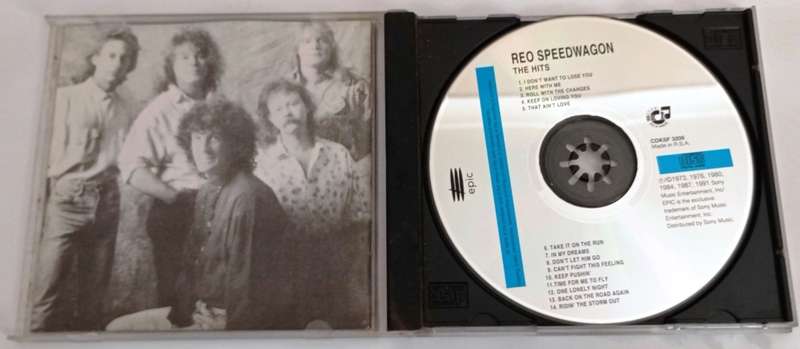 REO SPEEDWAGON
THE HITS
1. I DON'T WANT TO LOSE YOU
2. HERE WITH ME
3. ROLL WITH THE CHANGES
4. KEEP ON LOVING YOU
5. THAT AIN'T LOVE
epic
CDKSF 3206
Made in R.S.A.
℗/©1973, 1976, 1980,
1984, 1987, 1991 Sony
Music Entertainment, Inc/
EPIC is the exclusive
trademark of Sony Music
Entertainment, Inc.
Distributed by Sony Music.
6. TAKE IT ON THE RUN
7. IN MY DREAMS
8. DON'T LET HIM GO
9. CAN'T FIGHT THIS FEELING
10. KEEP PUSHIN'
11.TIME FOR ME TO FLY
12. ONE LONELY NIGHT
13. BACK ON THE ROAD AGAIN
14. RIDIN' THE STORM OUT